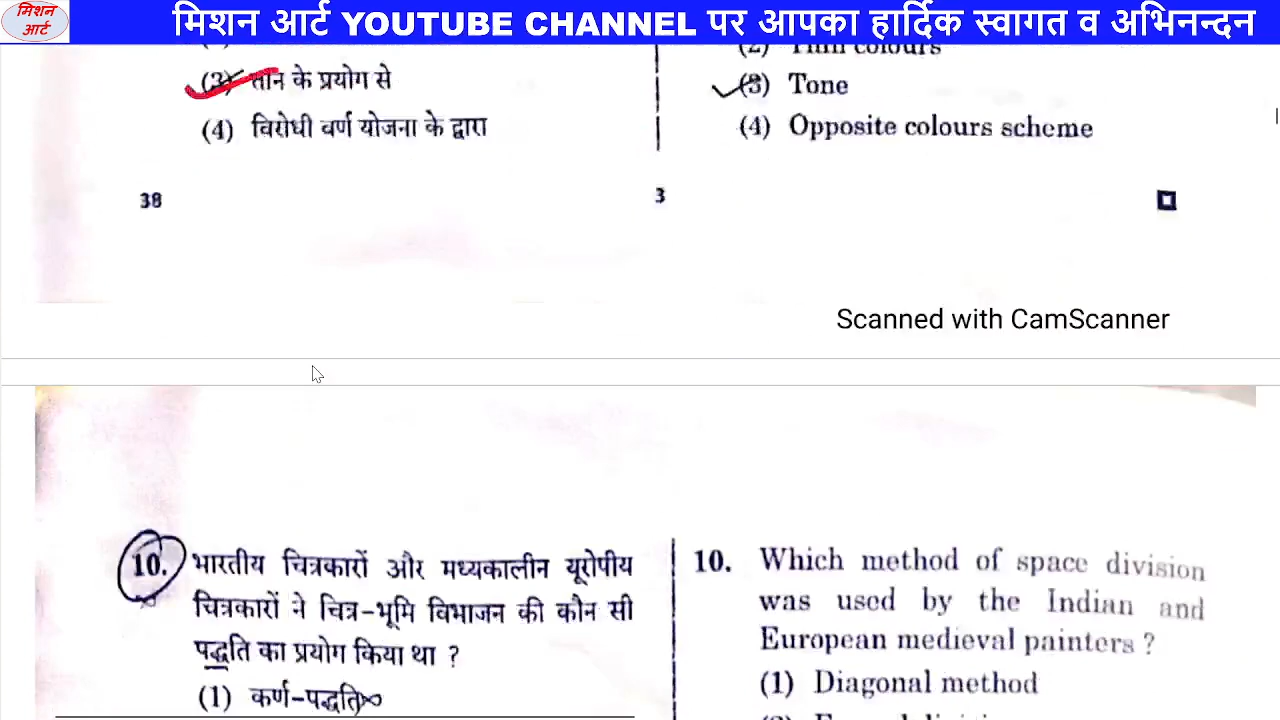 मिशन
आर्ट
मिशन आर्ट YOUTUBE CHANNEL पर आपका हार्दिक स्वागत व अभिनन्दन
(3) तान के प्रयोग से
(4) विरोधी वर्ण योजना के द्वारा
(2) Thin colours
(3) Tone
(4) Opposite colours scheme
38
3
Scanned with CamScanner
10. भारतीय चित्रकारों और मध्यकालीन यूरोपीय
चित्रकारों ने चित्र-भूमि विभाजन की कौन सी
पद्धति का प्रयोग किया था ?
(1) कर्ण-पद्धति
10. Which method of space division
was used by the Indian and
European medieval painters ?
(1) Diagonal method